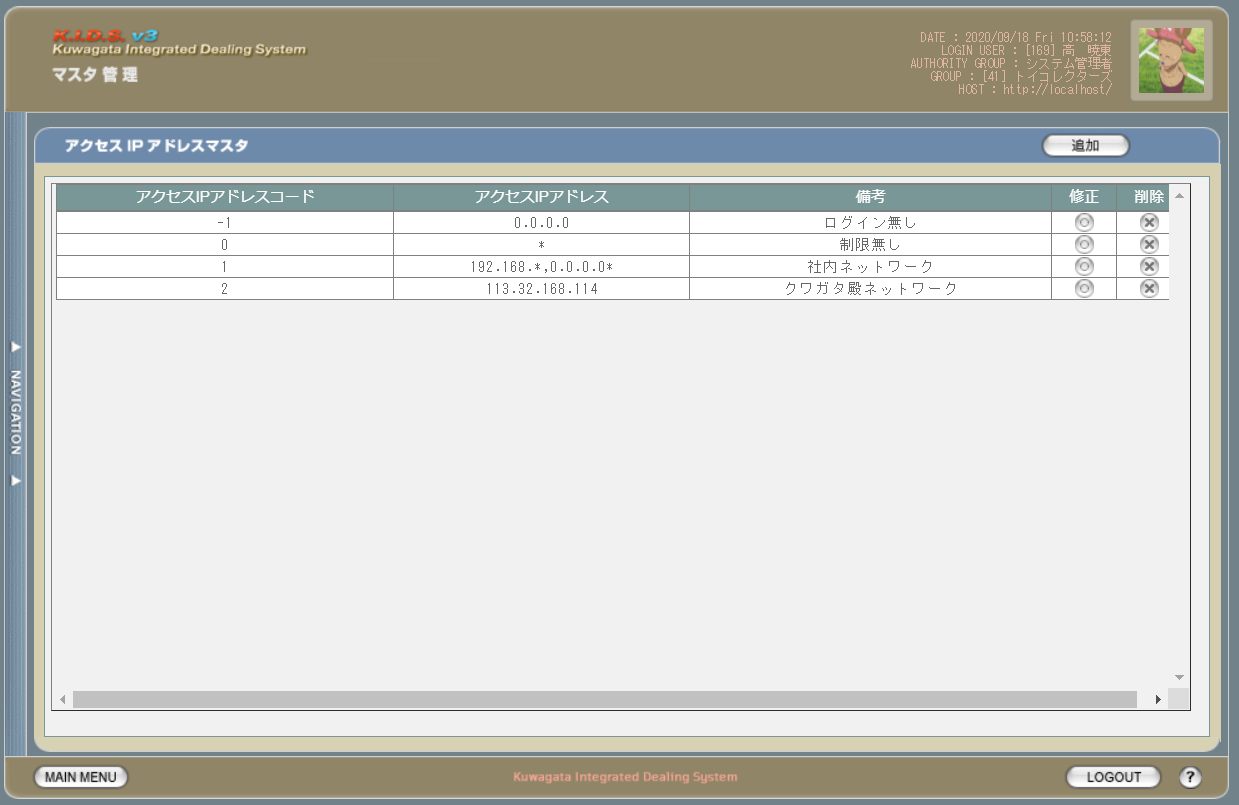 K.I.D.S. v3
Kuwagata Integrated Dealing System
マスタ管理
DATE : 2020/09/18 Fri 10:58:12
LOGIN USER : [169]高　暁東
AUTHORITY GROUP : システム管理者
GROUP : [41] トイコレクターズ
HOST : http://localhost/
アクセス IP アドレスマスタ 追加
アクセスIPアドレスコード アクセスIPアドレス 備考 修正 削除
-1 0.0.0.0 ログイン無し
0 * 制限無し
1 192.168.*,0.0.0.0* 社内ネットワーク
2 113.32.168.114 クワガタ殿ネットワーク
NAVIGATION
MAIN MENU Kuwagata Integrated Dealing System LOGOUT ?